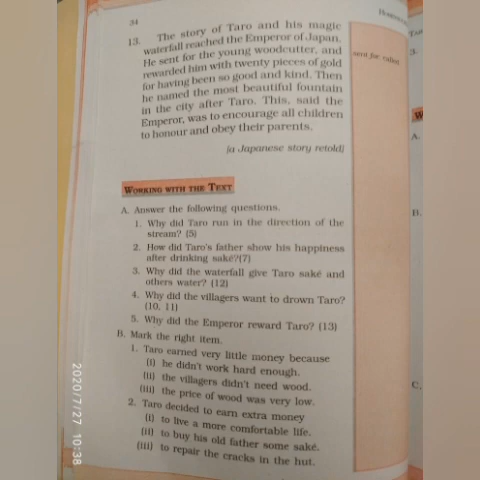 34
13. The story of Taro and his magic
waterfall reached the Emperor of Japan.
He sent for the young woodcutter, and
rewarded him with twenty pieces of gold
for having been so good and kind. Then
he named the most beautiful fountain
in the city after Taro. This, said the
Emperor, was to encourage all children
to honour and obey their parents.
[a Japanese story retold]
sent for: called
WORKING WITH THE TEXT
A. Answer the following questions.
1. Why did Taro run in the direction of the
stream? (5)
2. How did Taro's father show his happiness
after drinking saké?(7)
3. Why did the waterfall give Taro saké and
others water? (12)
4. Why did the villagers want to drown Taro?
(10, 11)
5. Why did the Emperor reward Taro? (13)
B. Mark the right item.
1. Taro earned very little money because
(i) he didn't work hard enough.
(ii) the villagers didn't need wood.
(iii) the price of wood was very low.
2. Taro decided to earn extra money
(i) to live a more comfortable life.
(ii) to buy his old father some saké.
(iii) to repair the cracks in the hut.
3.
W
A.
B.
C.
2020/7/27 10:38